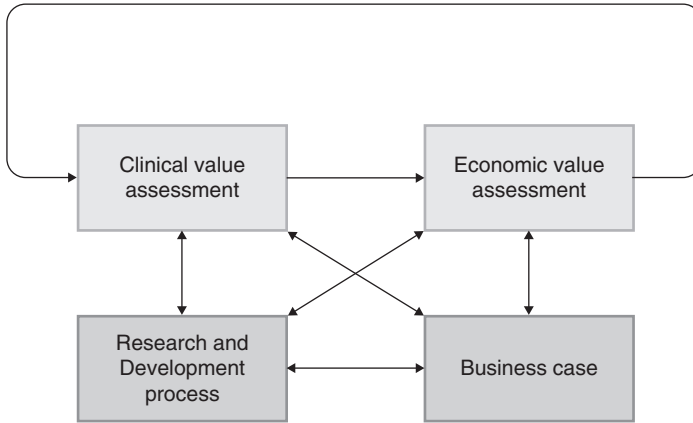 Clinical value
assessment
Economic value
assessment
Research and
Development
process
Business case